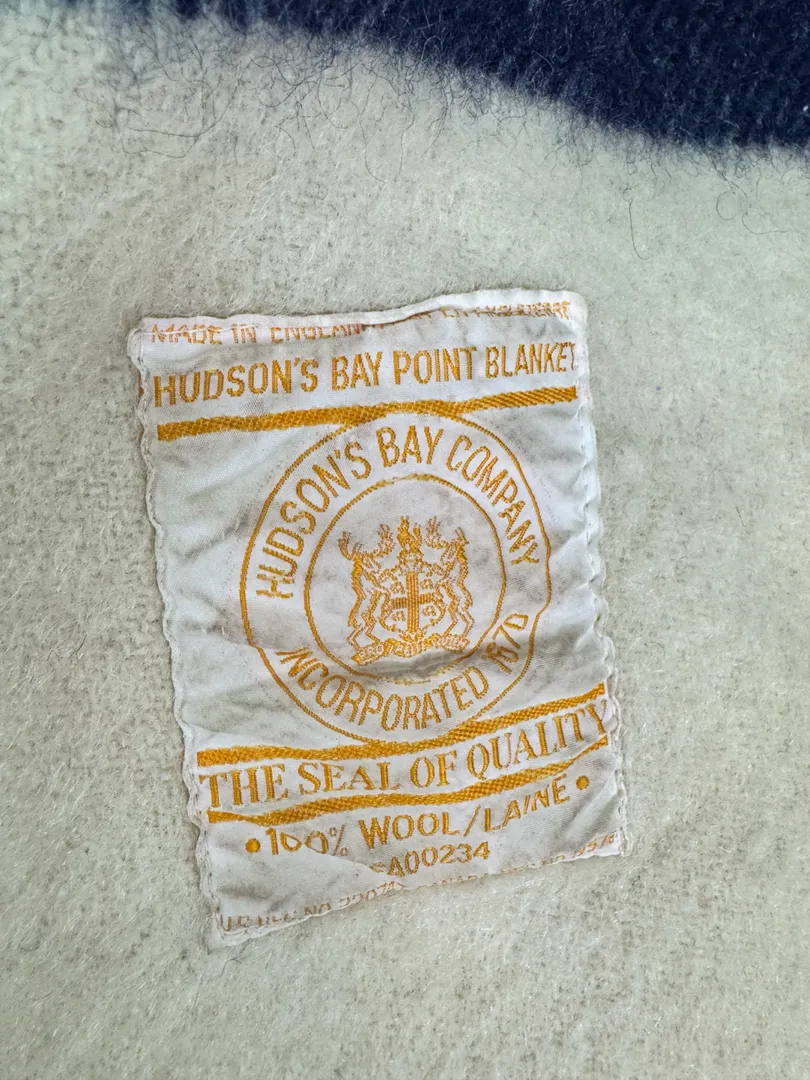 MADE IN ENGLAND
HUDSON'S BAY POINT BLANKET
HUDSON'S BAY COMPANY
INCORPORATED 1670
THE SEAL OF QUALITY
•100% WOOL/LAINE•
A00234